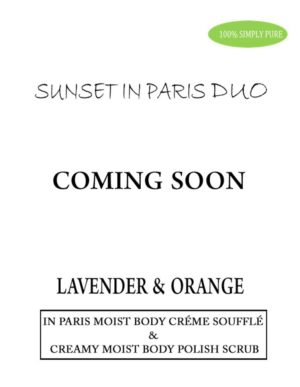 100% SIMPLY PURE
SUNSET IN PARIS DUO
COMING SOON
LAVENDER & ORANGE
IN PARIS MOIST BODY CRÉME SOUFFLÉ
&
CREAMY MOIST BODY POLISH SCRUB